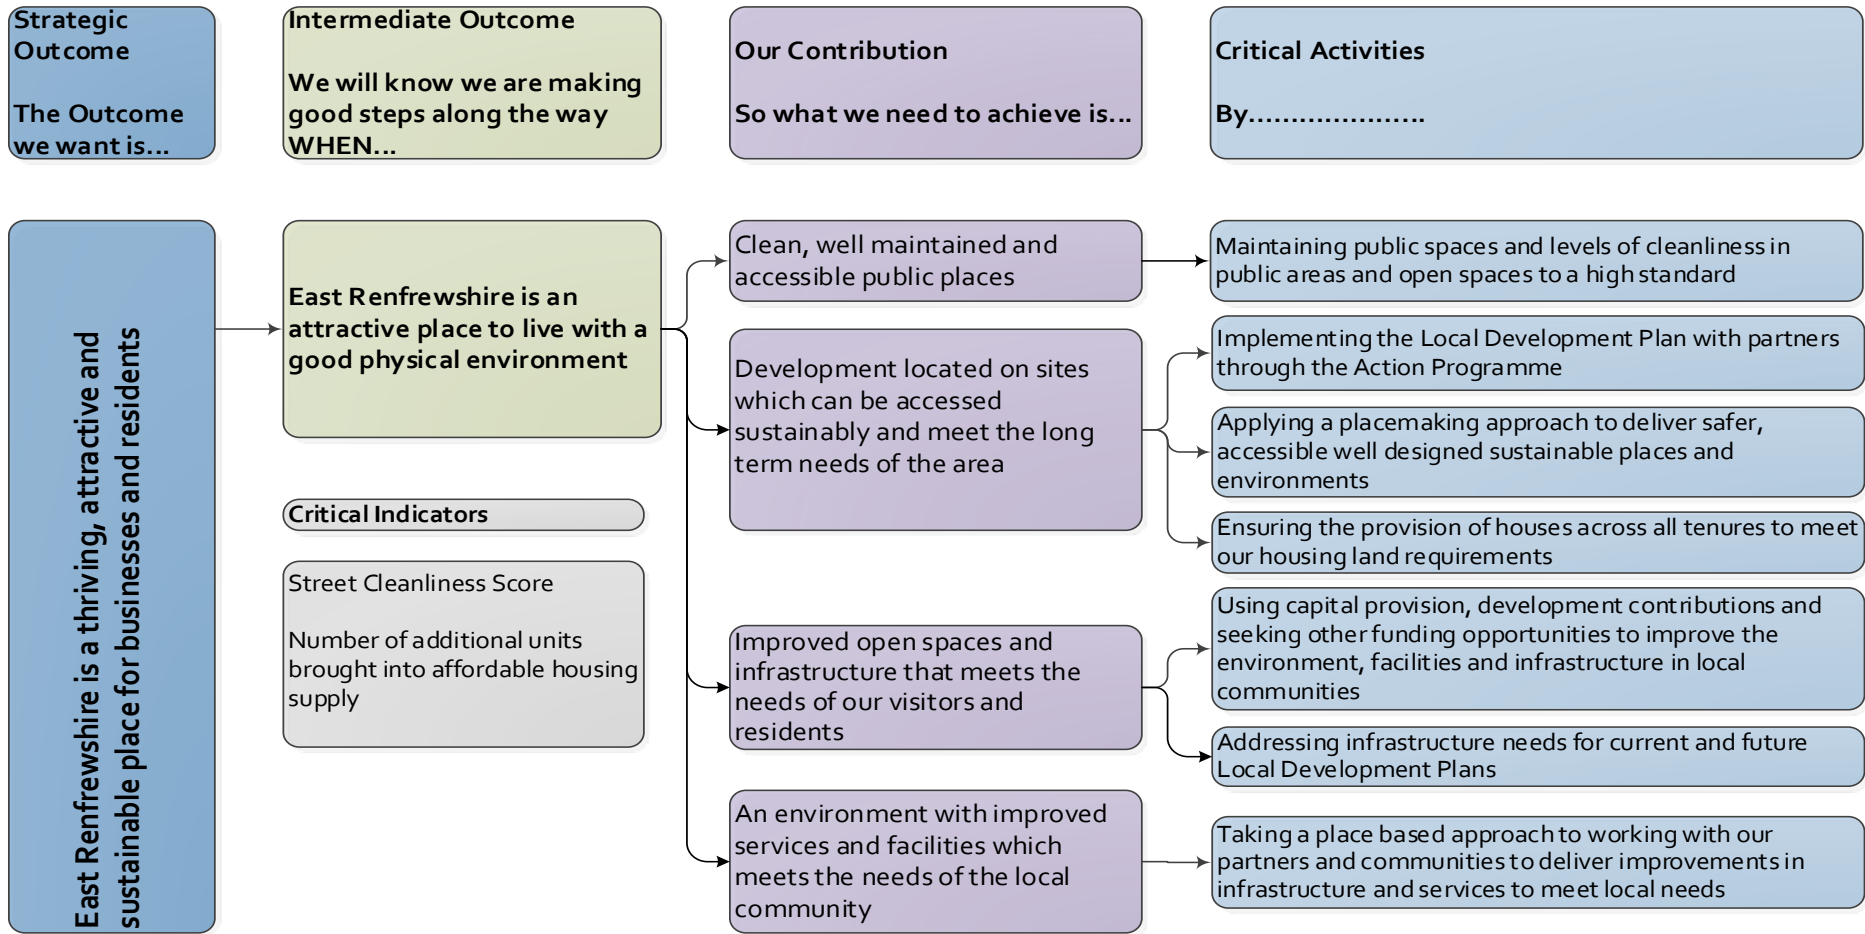 Strategic
Outcome
The Outcome
we want is...
Intermediate Outcome
We will know we are making
good steps along the way
WHEN...
Our Contribution
So what we need to achieve is...
Critical Activities
By.....................
East Renfrewshire is a thriving, attractive and
sustainable place for businesses and residents
East Renfrewshire is an
attractive place to live with a
good physical environment
Critical Indicators
Street Cleanliness Score
Number of additional units
brought into affordable housing
supply
Clean, well maintained and
accessible public places
Development located on sites
which can be accessed
sustainably and meet the long
term needs of the area
Improved open spaces and
infrastructure that meets the
needs of our visitors and
residents
An environment with improved
services and facilities which
meets the needs of the local
community
Maintaining public spaces and levels of cleanliness in
public areas and open spaces to a high standard
Implementing the Local Development Plan with partners
through the Action Programme
Applying a placemaking approach to deliver safer,
accessible well designed sustainable places and
environments
Ensuring the provision of houses across all tenures to meet
our housing land requirements
Using capital provision, development contributions and
seeking other funding opportunities to improve the
environment, facilities and infrastructure in local
communities
Addressing infrastructure needs for current and future
Local Development Plans
Taking a place based approach to working with our
partners and communities to deliver improvements in
infrastructure and services to meet local needs